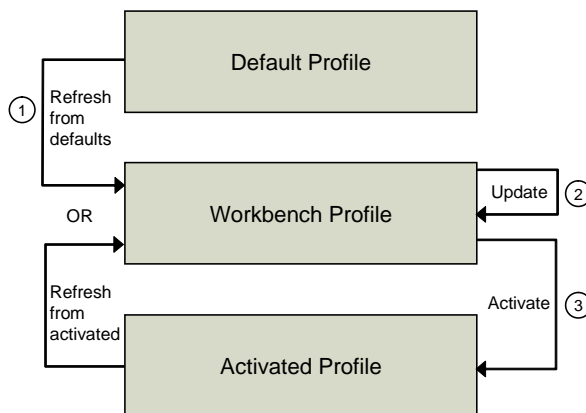 Default Profile
1
Refresh
from
defaults
Workbench Profile
Update
2
OR
Refresh
from
activated
Activate
3
Activated Profile